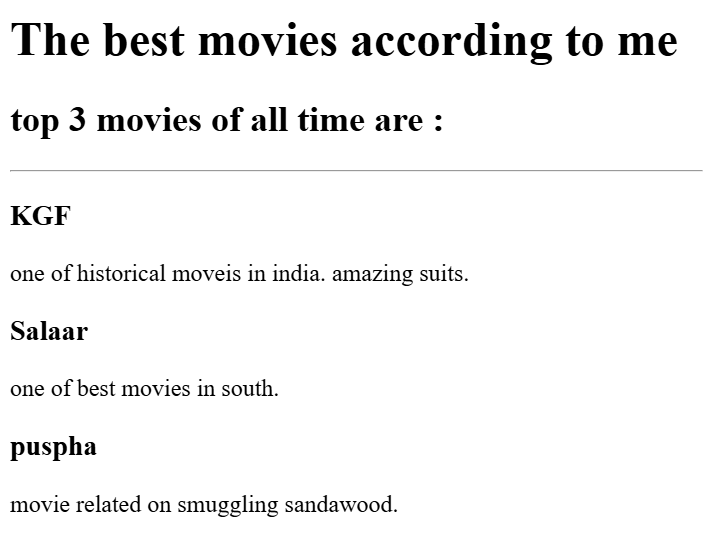 The best movies according to me
top 3 movies of all time are :
KGF
one of historical moveis in india. amazing suits.
Salaar
one of best movies in south.
puspha
movie related on smuggling sandawood.